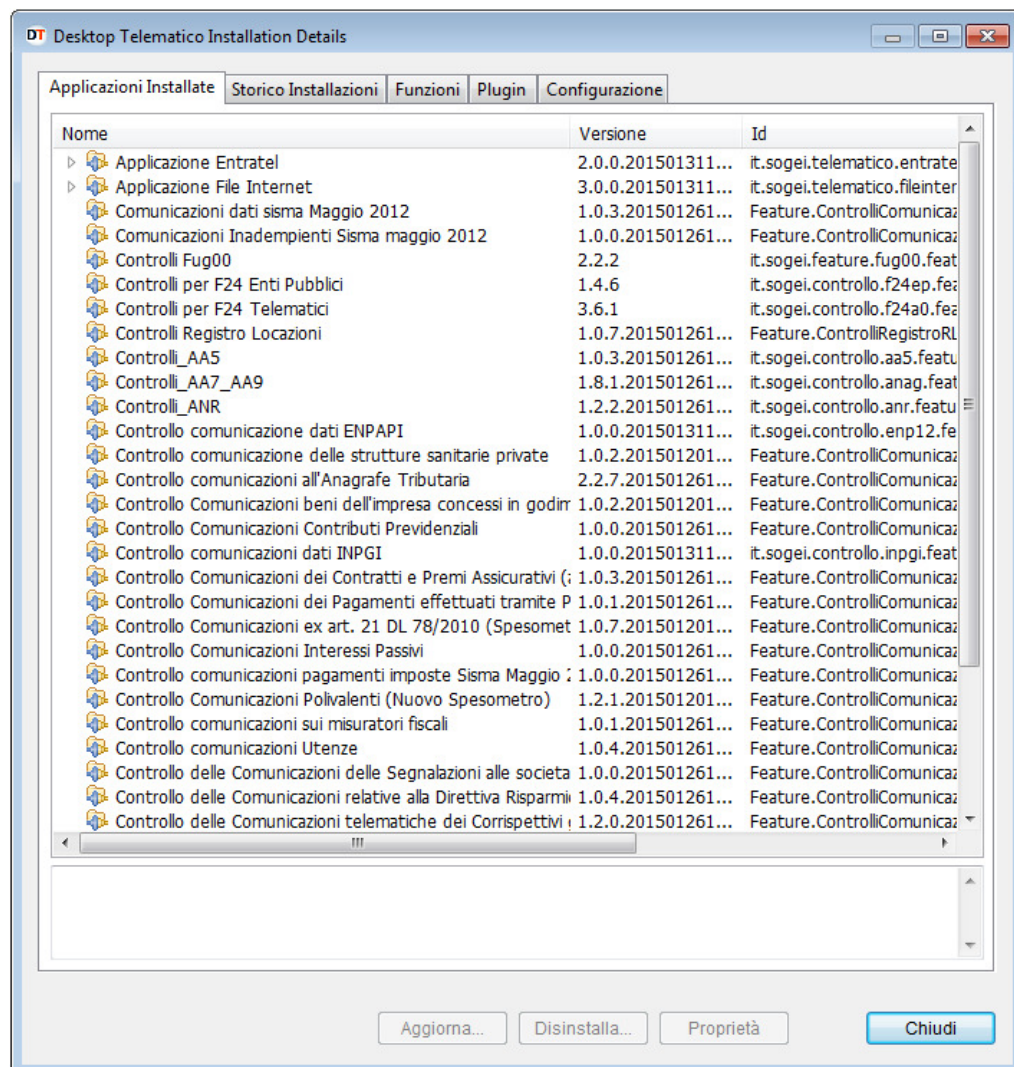 DT Desktop Telematico Installation Details
Applicazioni Installate Storico Installazioni Funzioni Plugin Configurazione
Nome Versione Id
Applicazione Entratel 2.0.0.201501311... it.sogei.telematico.entrate
Applicazione File Internet 3.0.0.201501311... it.sogei.telematico.fileinter
Comunicazioni dati sisma Maggio 2012 1.0.3.201501261... Feature.ControlliComunicaz
Comunicazioni Inadempienti Sisma maggio 2012 1.0.0.201501261... Feature.ControlliComunicaz
Controlli Fug00 2.2.2 it.sogei.feature.fug00.feat
Controlli per F24 Enti Pubblici 1.4.6 it.sogei.controllo.f24ep.fea
Controlli per F24 Telematici 3.6.1 it.sogei.controllo.f24a0.fea
Controlli Registro Locazioni 1.0.7.201501261... Feature.ControlliRegistroRL
Controlli_AA5 1.0.3.201501261... it.sogei.controllo.aa5.featu
Controlli_AA7_AA9 1.8.1.201501261... it.sogei.controllo.anag.feat
Controlli_ANR 1.2.2.201501261... it.sogei.controllo.anr.featu
Controllo comunicazione dati ENPAPI 1.0.0.201501311... it.sogei.controllo.enp12.fe
Controllo comunicazione delle strutture sanitarie private 1.0.2.201501201... Feature.ControlliComunicaz
Controllo comunicazioni all'Anagrafe Tributaria 2.2.7.201501261... Feature.ControlliComunicaz
Controllo Comunicazioni beni dell'impresa concessi in godim 1.0.2.201501201... Feature.ControlliComunicaz
Controllo Comunicazioni Contributi Previdenziali 1.0.0.201501261... Feature.ControlliComunicaz
Controllo comunicazioni dati INPGI 1.0.0.201501311... it.sogei.controllo.inpgi.feat
Controllo Comunicazioni dei Contratti e Premi Assicurativi (a 1.0.3.201501261... Feature.ControlliComunicaz
Controllo Comunicazioni dei Pagamenti effettuati tramite P 1.0.1.201501261... Feature.ControlliComunicaz
Controllo Comunicazioni ex art. 21 DL 78/2010 (Spesomet 1.0.7.201501201... Feature.ControlliComunicaz
Controllo Comunicazioni Interessi Passivi 1.0.0.201501261... Feature.ControlliComunicaz
Controllo comunicazioni pagamenti imposte Sisma Maggio 2 1.0.0.201501261... Feature.ControlliComunicaz
Controllo Comunicazioni Polivalenti (Nuovo Spesometro) 1.2.1.201501201... Feature.ControlliComunicaz
Controllo comunicazioni sui misuratori fiscali 1.0.1.201501261... Feature.ControlliComunicaz
Controllo comunicazioni Utenze 1.0.4.201501261... Feature.ControlliComunicaz
Controllo delle Comunicazioni delle Segnalazioni alle societa 1.0.0.201501261... Feature.ControlliComunicaz
Controllo delle Comunicazioni relative alla Direttiva Risparmi 1.0.4.201501261... Feature.ControlliComunicaz
Controllo delle Comunicazioni telematiche dei Corrispettivi 1.2.0.201501261... Feature.ControlliComunicaz
Aggiorna... Disinstalla... Proprietà Chiudi